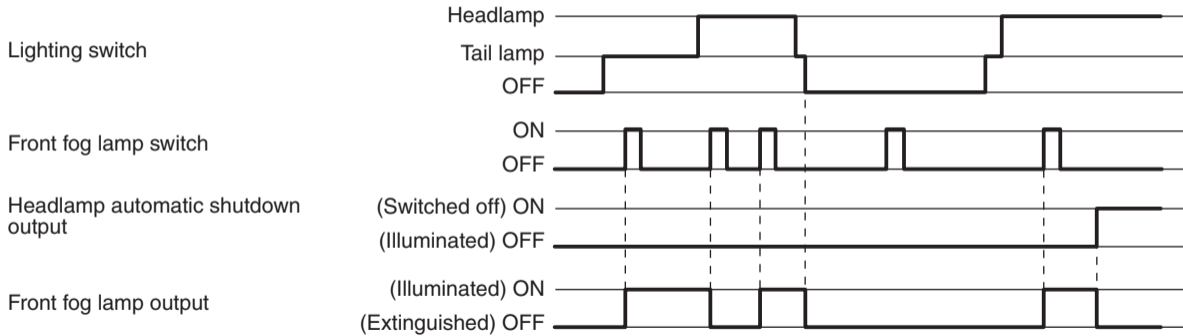 Lighting switch
Headlamp
Tail lamp
OFF
Front fog lamp switch
ON
OFF
Headlamp automatic shutdown
output
(Switched off) ON
(Illuminated) OFF
Front fog lamp output
(Illuminated) ON
(Extinguished) OFF